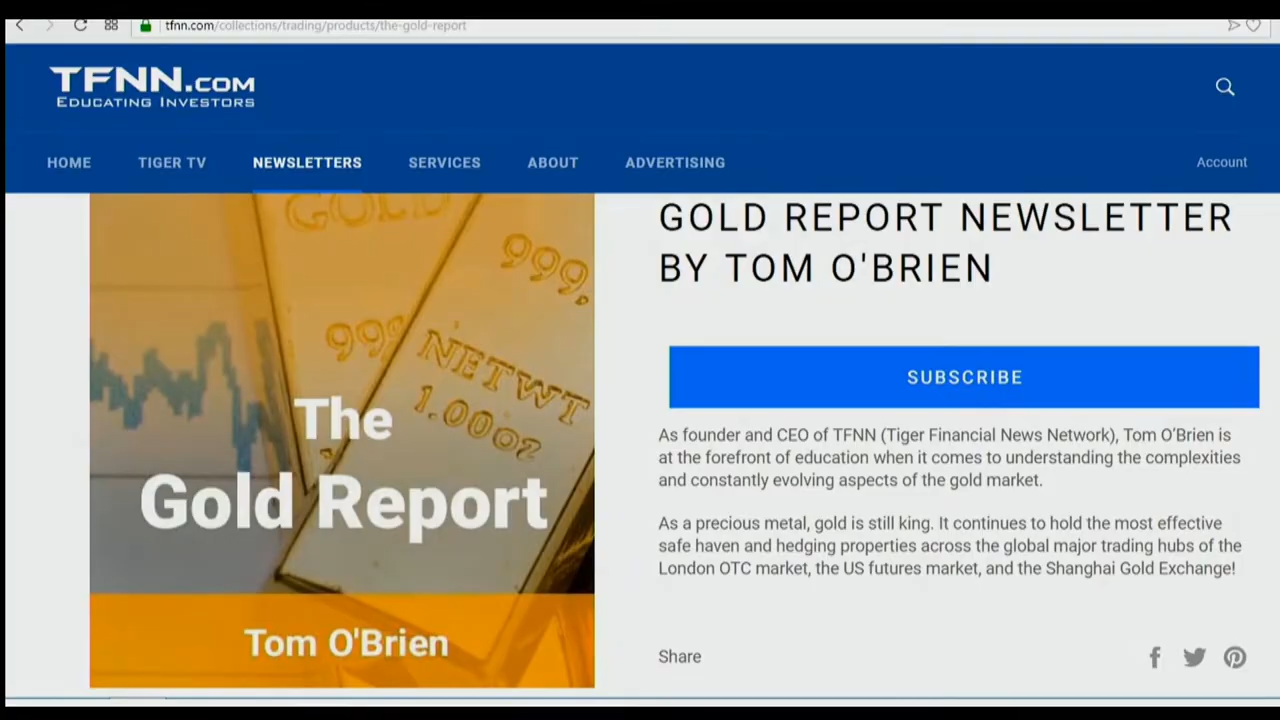 tfnn.com/collections/trading/products/the-gold-report
TFNN.COM
EDUCATING INVESTORS
HOME
TIGER TV
NEWSLETTERS
SERVICES
ABOUT
ADVERTISING
Account
GOLD
999,
999
NET WT
1.00OZ
The
Gold Report
Tom O'Brien
GOLD REPORT NEWSLETTER
BY TOM O'BRIEN
SUBSCRIBE
As founder and CEO of TFNN (Tiger Financial News Network), Tom O’Brien is
at the forefront of education when it comes to understanding the complexities
and constantly evolving aspects of the gold market.
As a precious metal, gold is still king. It continues to hold the most effective
safe haven and hedging properties across the global major trading hubs of the
London OTC market, the US futures market, and the Shanghai Gold Exchange!
Share